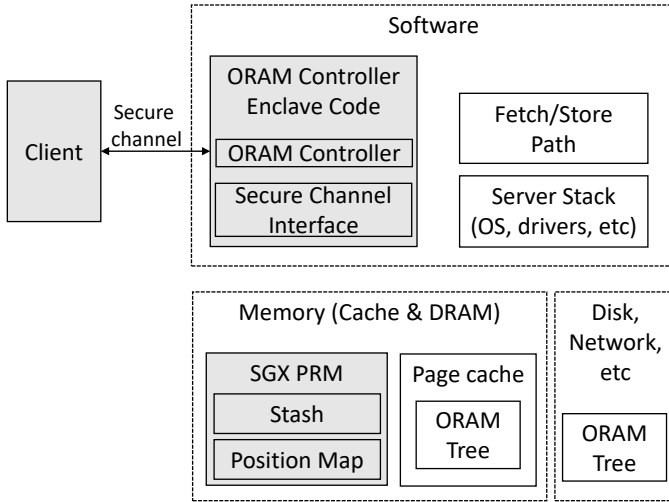 Software
ORAM Controller
Enclave Code
ORAM Controller
Secure Channel
Interface
Client
Secure
channel
Fetch/Store
Path
Server Stack
(OS, drivers, etc)
Memory (Cache & DRAM)
SGX PRM
Stash
Position Map
Page cache
ORAM
Tree
Disk,
Network,
etc
ORAM
Tree